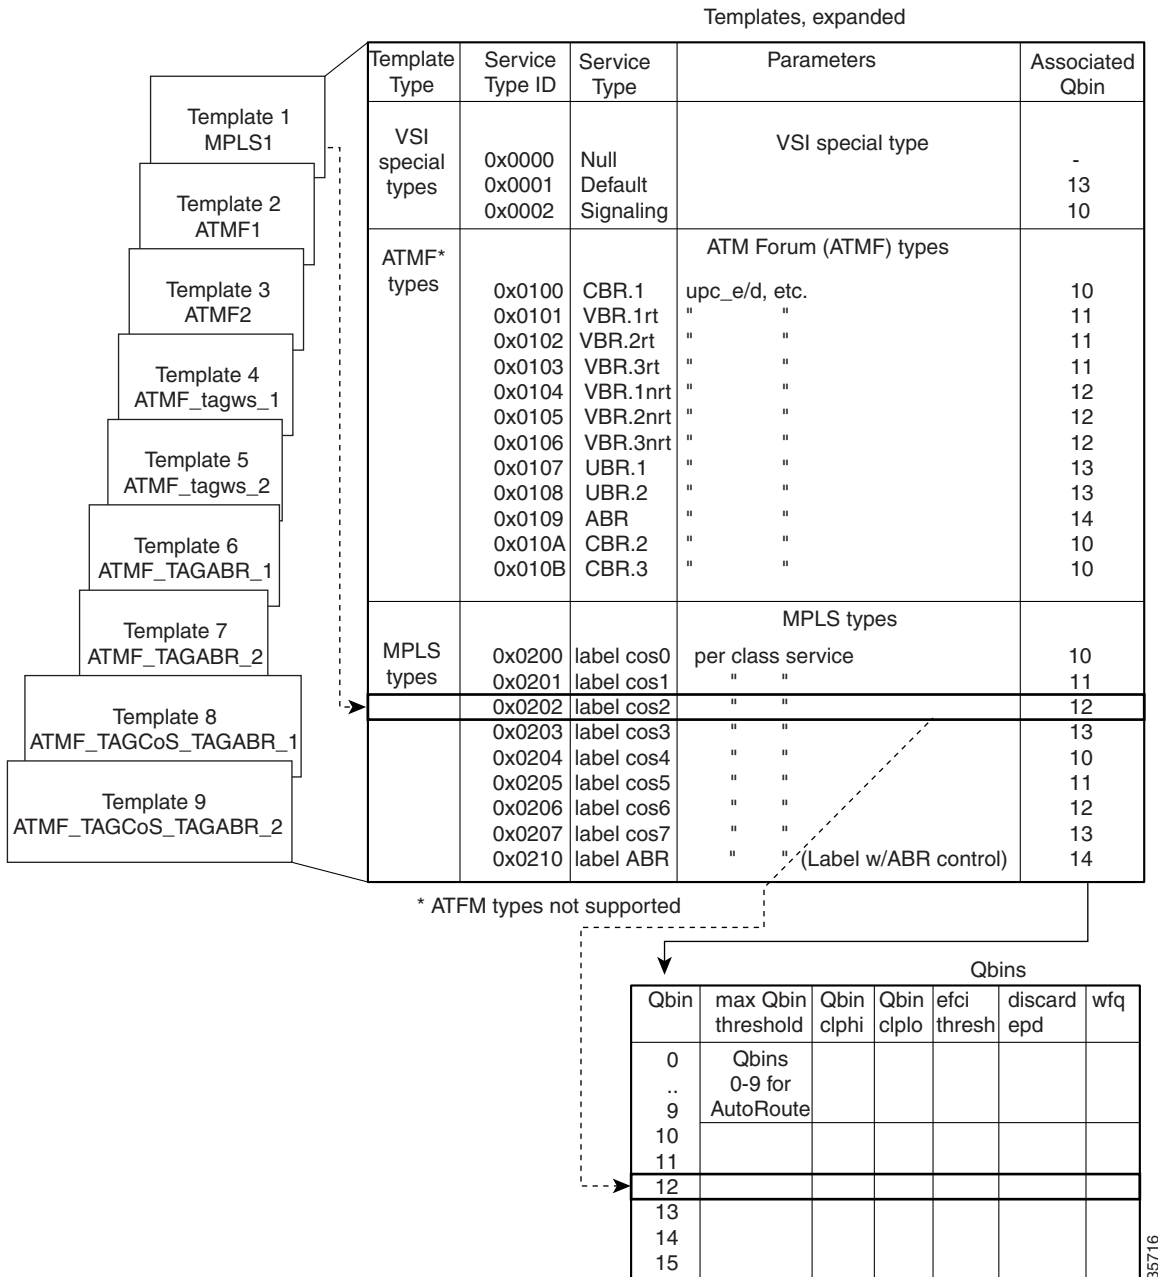 Templates, expanded
Template Type Service Type ID Service Type Parameters Associated Qbin
VSI special types VSI special type
0x0000 Null -
0x0001 Default 13
0x0002 Signaling 10
ATMF* types ATM Forum (ATMF) types
0x0100 CBR.1 upc_e/d, etc. 10
0x0101 VBR.1rt " " 11
0x0102 VBR.2rt " " 11
0x0103 VBR.3rt " " 11
0x0104 VBR.1nrt " " 12
0x0105 VBR.2nrt " " 12
0x0106 VBR.3nrt " " 12
0x0107 UBR.1 " " 13
0x0108 UBR.2 " " 13
0x0109 ABR " " 14
0x010A CBR.2 " " 10
0x010B CBR.3 " " 10
MPLS types MPLS types
0x0200 label cos0 per class service 10
0x0201 label cos1 " " 11
0x0202 label cos2 " " 12
0x0203 label cos3 " " 13
0x0204 label cos4 " " 10
0x0205 label cos5 " " 11
0x0206 label cos6 " " 12
0x0207 label cos7 " " 13
0x0210 label ABR " " (Label w/ABR control) 14
* ATFM types not supported
Template 1
MPLS1
Template 2
ATMF1
Template 3
ATMF2
Template 4
ATMF_tagws_1
Template 5
ATMF_tagws_2
Template 6
ATMF_TAGABR_1
Template 7
ATMF_TAGABR_2
Template 8
ATMF_TAGCoS_TAGABR_1
Template 9
ATMF_TAGCoS_TAGABR_2
Qbins
Qbin max Qbin threshold Qbin clphi Qbin clplo efci thresh discard epd wfq
0 Qbins
.. 0-9 for
9 AutoRoute
10
11
12
13
14
15
35716